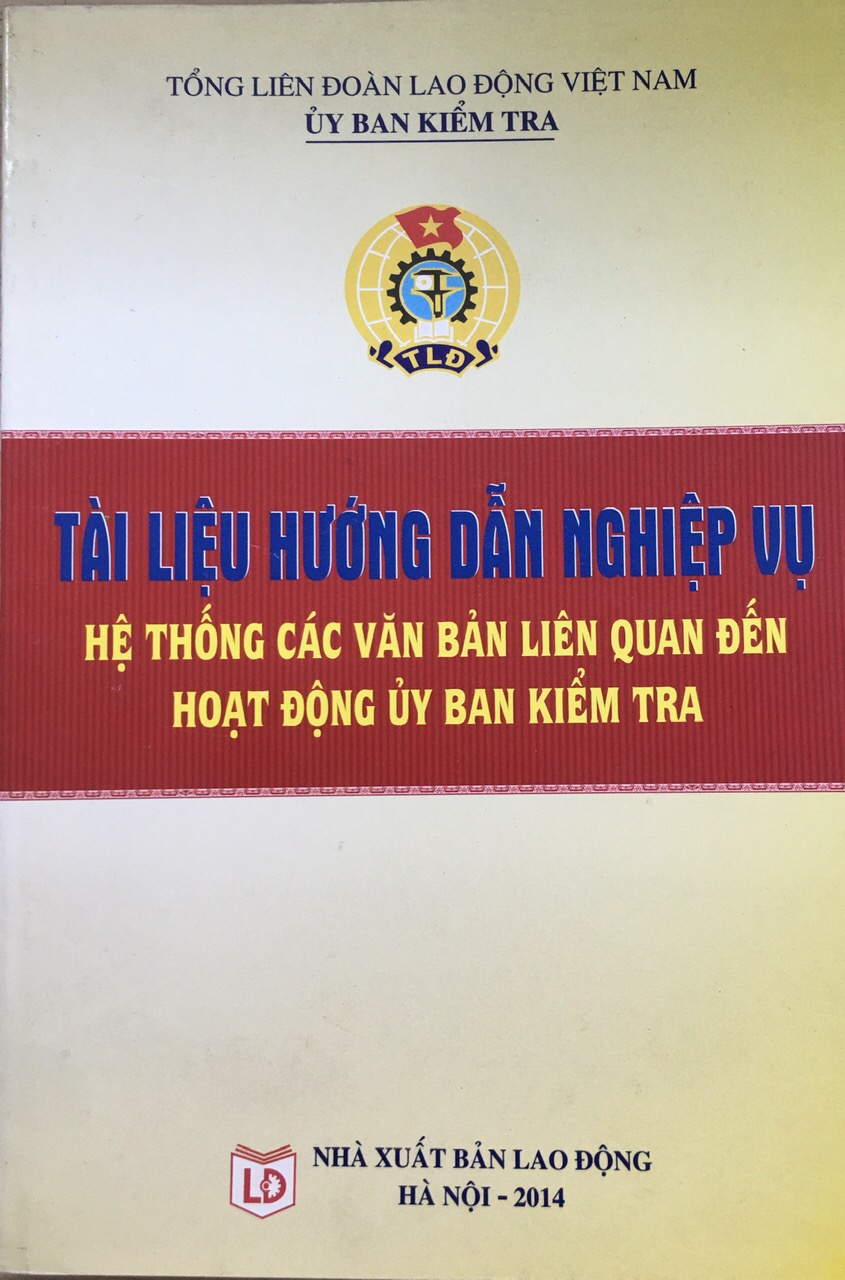 TỔNG LIÊN ĐOÀN LAO ĐỘNG VIỆT NAM
ỦY BAN KIỂM TRA
TLĐ
TÀI LIỆU HƯỚNG DẪN NGHIỆP VỤ
HỆ THỐNG CÁC VĂN BẢN LIÊN QUAN ĐẾN
HOẠT ĐỘNG ỦY BAN KIỂM TRA
LĐ
NHÀ XUẤT BẢN LAO ĐỘNG
HÀ NỘI - 2014